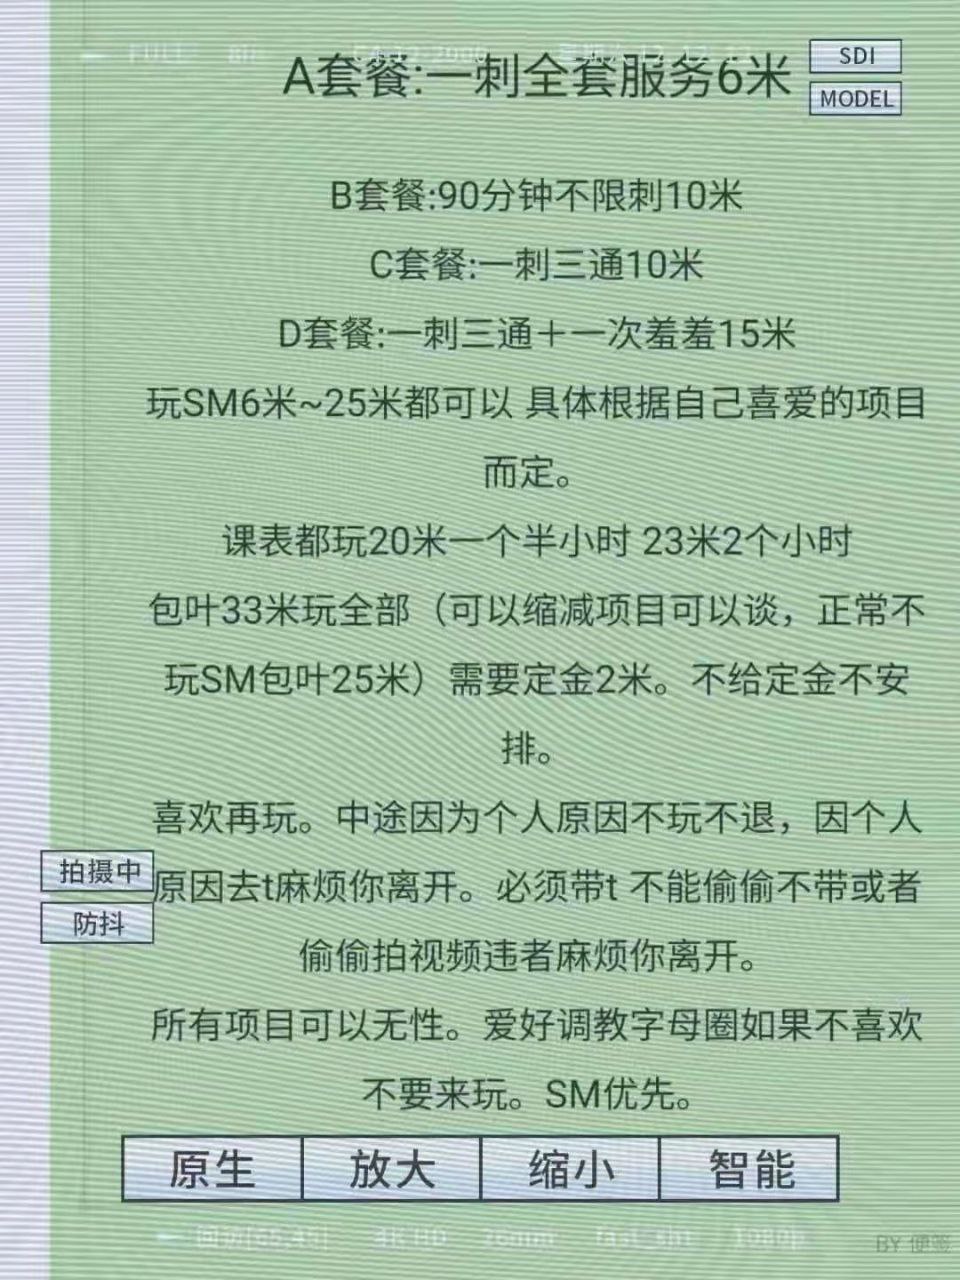 A套餐:一刺全套服务6米
SDI
MODEL
B套餐:90分钟不限刺10米
C套餐:一刺三通10米
D套餐:一刺三通＋一次羞羞15米
玩SM6米~25米都可以 具体根据自己喜爱的项目
而定。
课表都玩20米一个半小时 23米2个小时
包叶33米玩全部（可以缩减项目可以谈，正常不
玩SM包叶25米）需要定金2米。不给定金不安
排。
喜欢再玩。中途因为个人原因不玩不退，因个人
拍摄中
原因去t麻烦你离开。必须带t 不能偷偷不带或者
防抖
偷偷拍视频违者麻烦你离开。
所有项目可以无性。爱好调教字母圈如果不喜欢
不要来玩。SM优先。
原生 放大 缩小 智能
4K HD
1080p
BY 便签